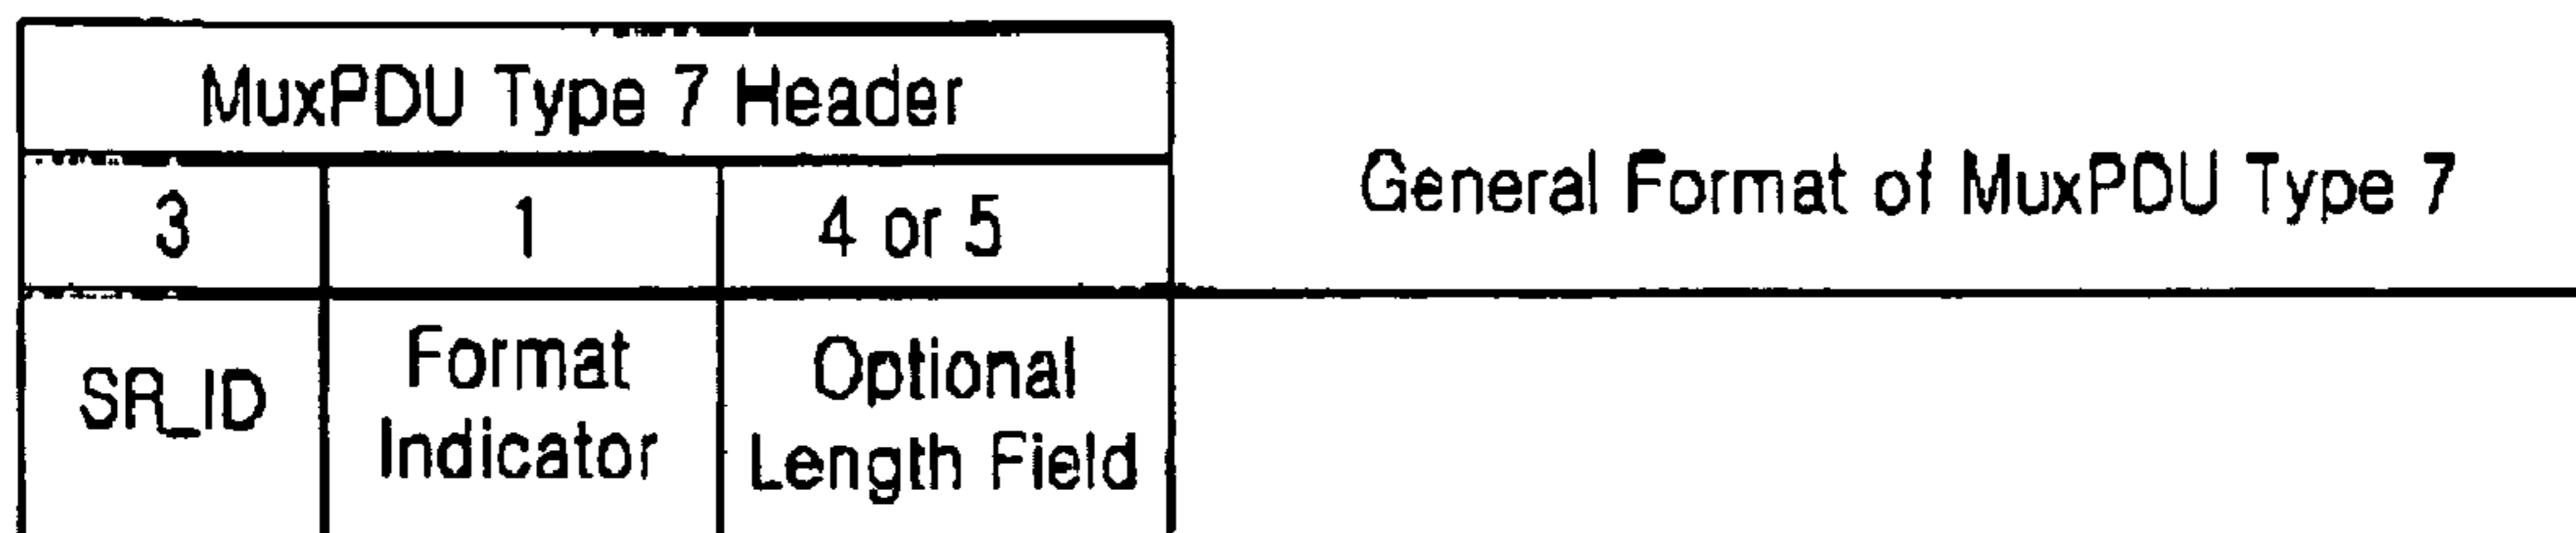 MuxPDU Type 7 Header
General Format of MuxPDU Type 7
3 1 4 or 5
SR_ID
Format
Indicator
Optional
Length Field